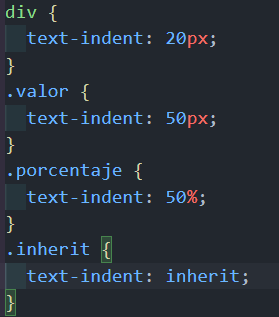 div {
  text-indent: 20px;
}
.valor {
  text-indent: 50px;
}
.porcentaje {
  text-indent: 50%;
}
.inherit {
  text-indent: inherit;
}